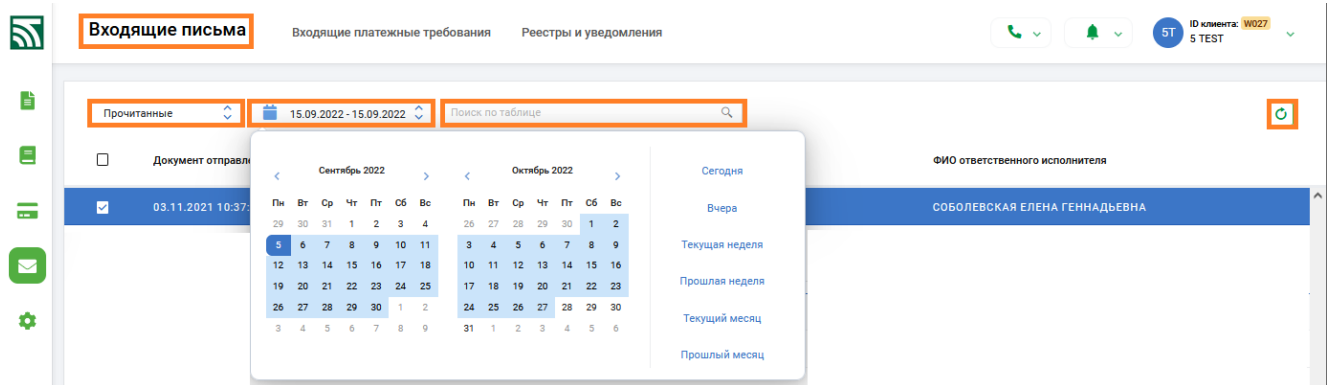 Входящие письма
Входящие платежные требования
Реестры и уведомления
ID клиента: W027
5T
5 TEST
Прочитанные
15.09.2022 - 15.09.2022
Поиск по таблице
Документ отправле
ФИО ответственного исполнителя
03.11.2021 10:37:
СОБОЛЕВСКАЯ ЕЛЕНА ГЕННАДЬЕВНА
Сентябрь 2022
Пн Вт Ср Чт Пт Сб Вс
29 30 31 1 2 3 4
5 6 7 8 9 10 11
12 13 14 15 16 17 18
19 20 21 22 23 24 25
26 27 28 29 30 1 2
3 4 5 6 7 8 9
Октябрь 2022
Пн Вт Ср Чт Пт Сб Вс
26 27 28 29 30 1 2
3 4 5 6 7 8 9
10 11 12 13 14 15 16
17 18 19 20 21 22 23
24 25 26 27 28 29 30
31 1 2 3 4 5 6
Сегодня
Вчера
Текущая неделя
Прошлая неделя
Текущий месяц
Прошлый месяц